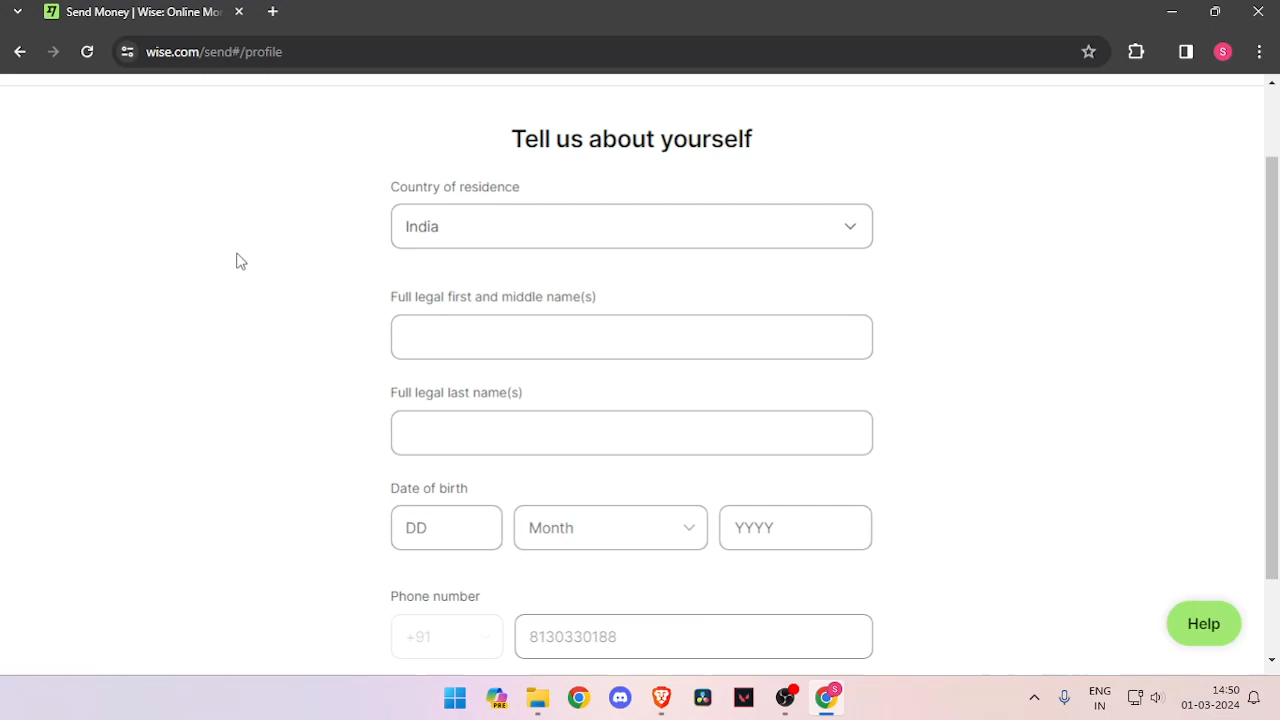 Send Money | Wise: Online Mor
wise.com/send#/profile
S
Tell us about yourself
Country of residence
India
Full legal first and middle name(s)
Full legal last name(s)
Date of birth
DD Month YYYY
Phone number
+91 8130330188
Help
PRE
S
ENG
IN
14:50
01-03-2024